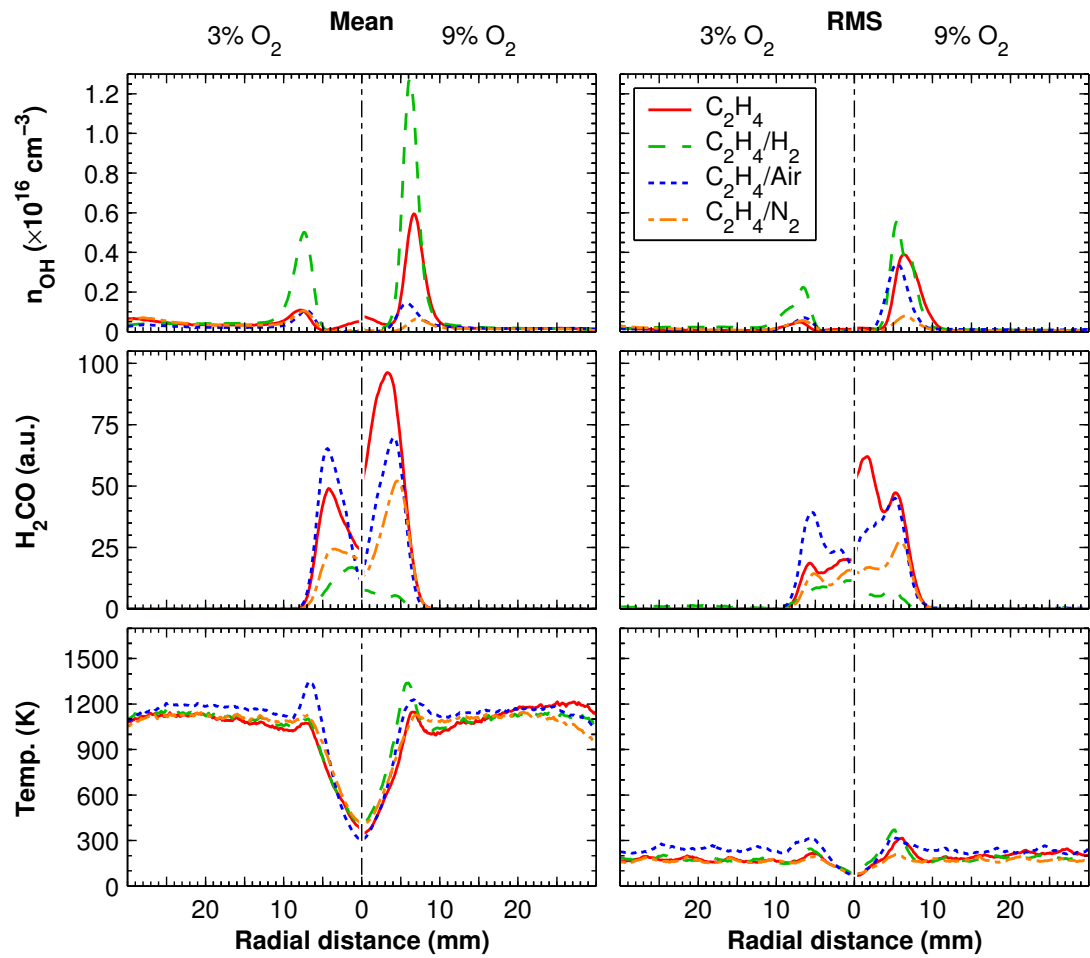 Mean RMS
3% O₂ 9% O₂ 3% O₂ 9% O₂
n_OH (×10¹⁶ cm⁻³)
1.2
1.0
0.8
0.6
0.4
0.2
0
C₂H₄
C₂H₄/H₂
C₂H₄/Air
C₂H₄/N₂
H₂CO (a.u.)
100
75
50
25
0
Temp. (K)
1500
1200
900
600
300
0
20 10 0 10 20 20 10 0 10 20
Radial distance (mm) Radial distance (mm)